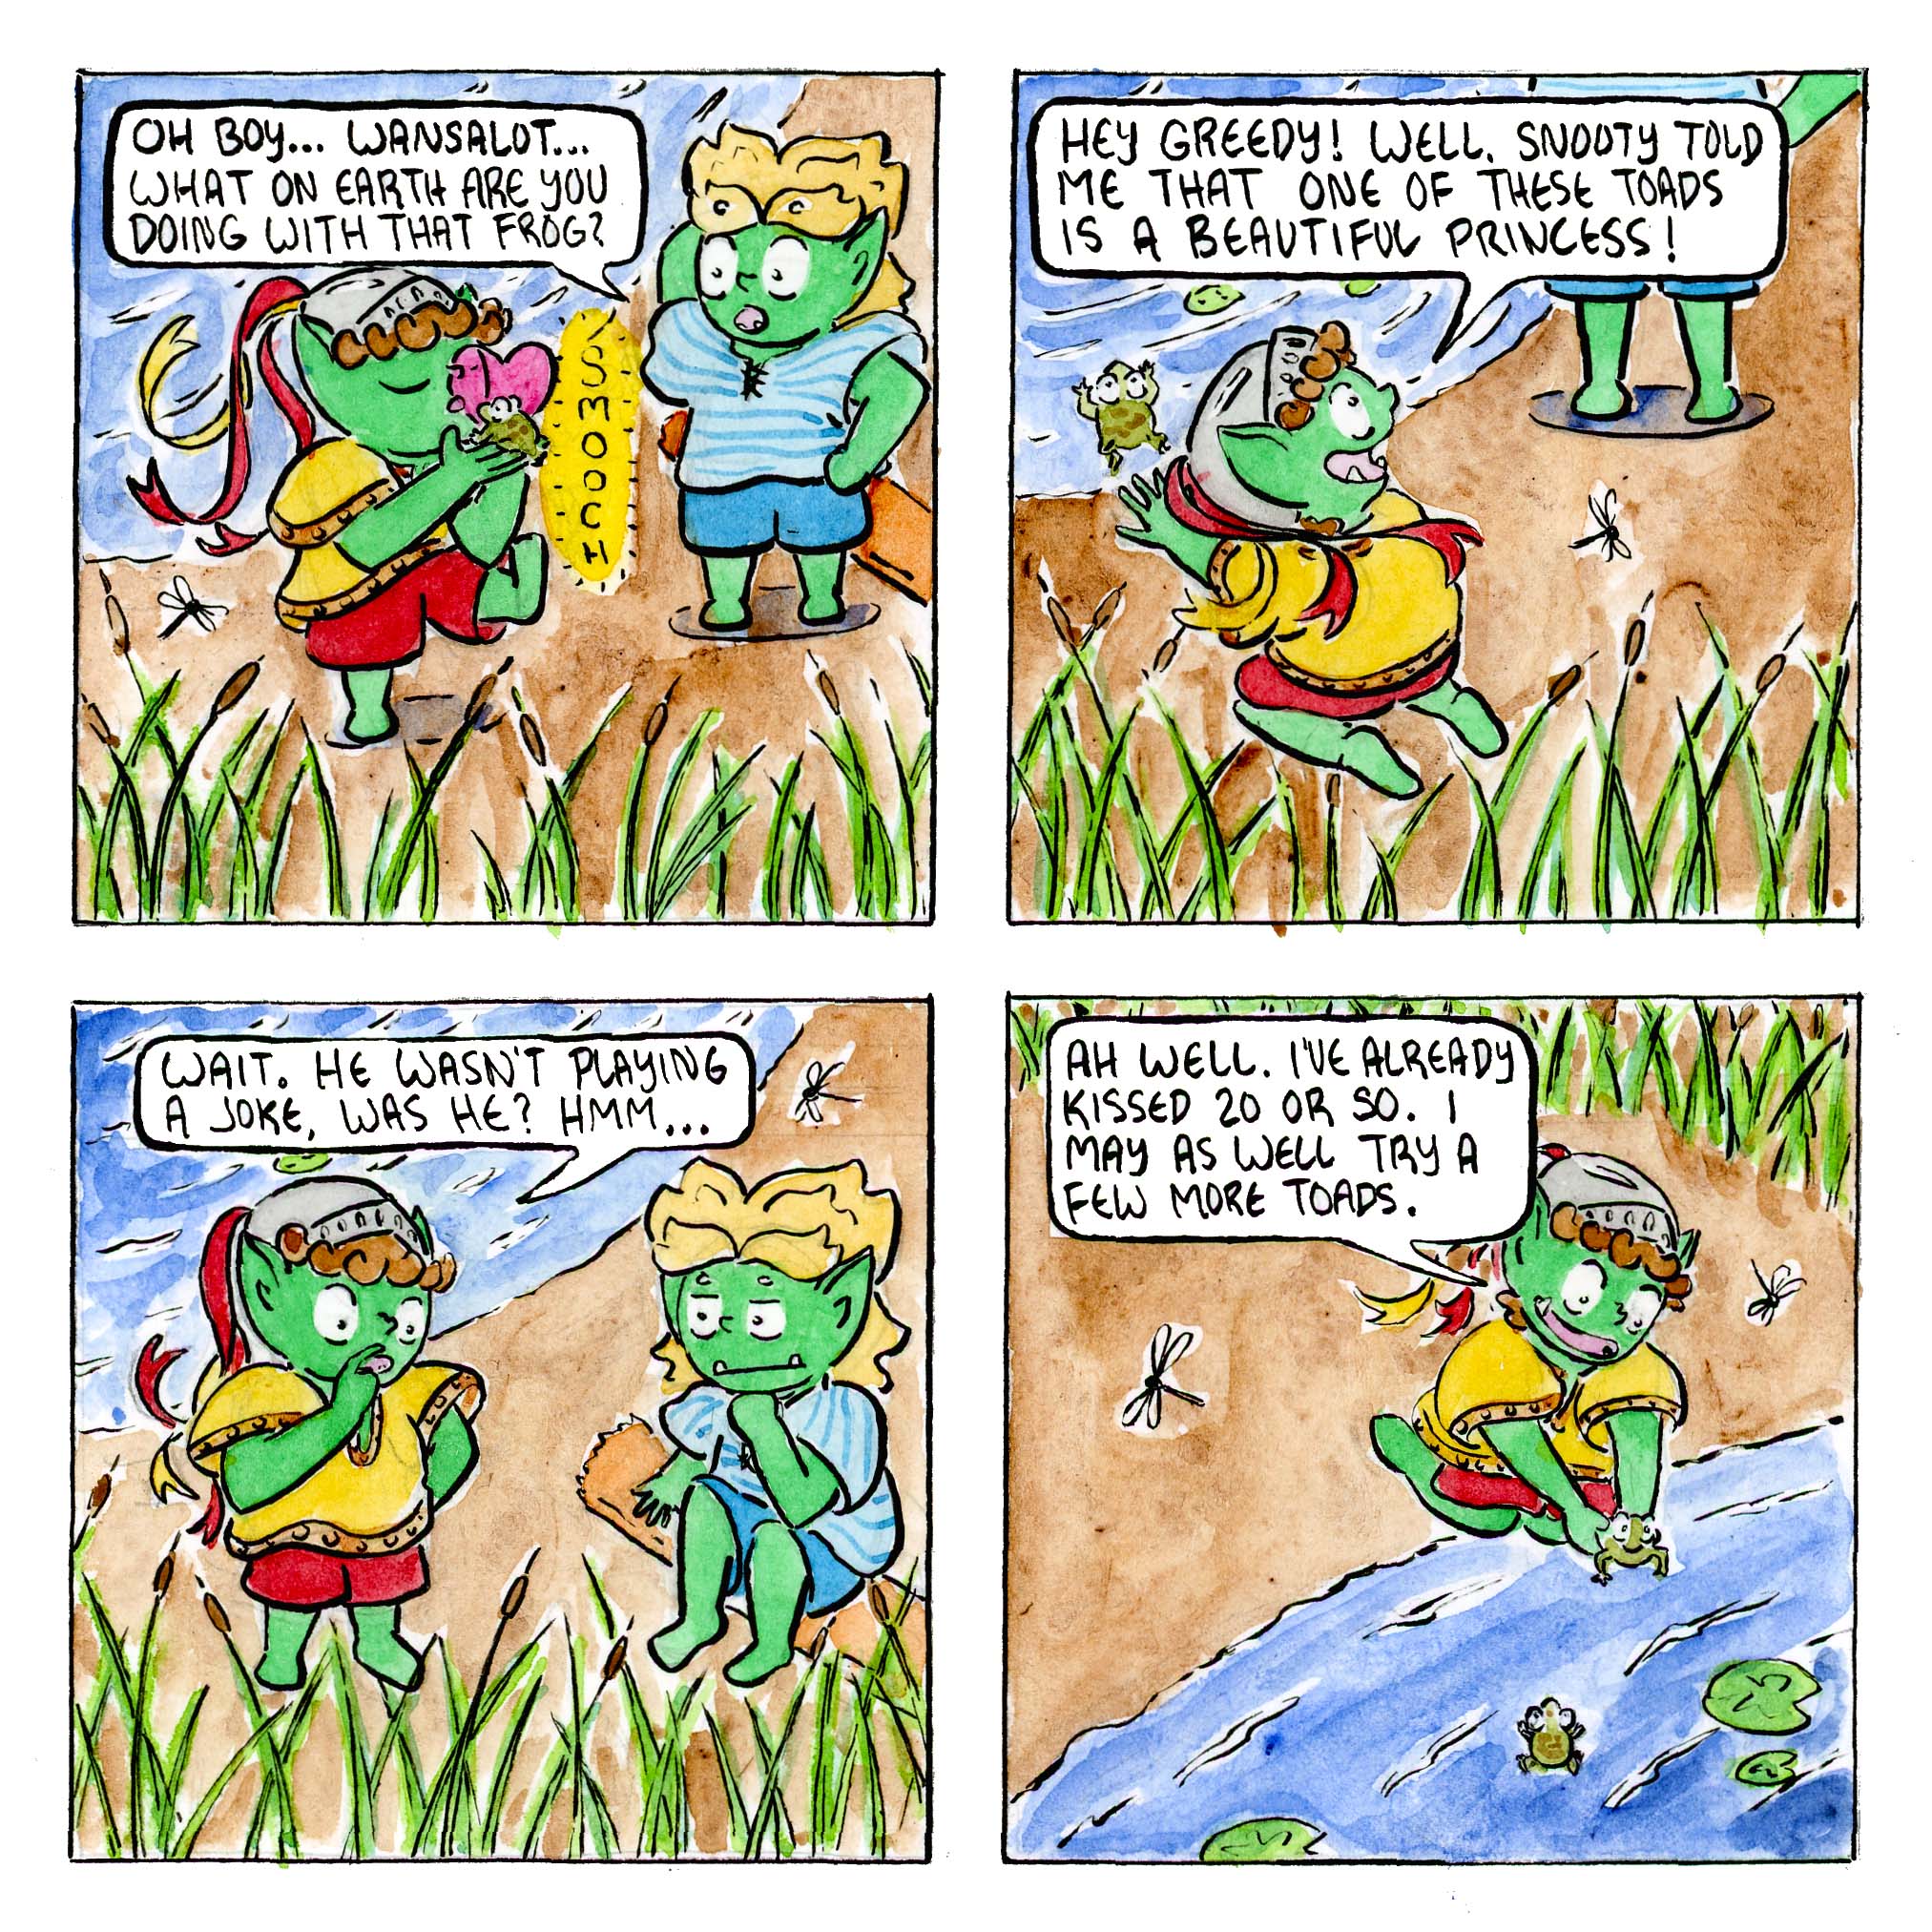 OH BOY... WANSALOT...
WHAT ON EARTH ARE YOU
DOING WITH THAT FROG?
SMOOCH
HEY GREEDY! WELL, SNOOTY TOLD
ME THAT ONE OF THESE TOADS
IS A BEAUTIFUL PRINCESS!
WAIT. HE WASN'T PLAYING
A JOKE, WAS HE? HMM...
AH WELL. I'VE ALREADY
KISSED 20 OR SO. I
MAY AS WELL TRY A
FEW MORE TOADS.